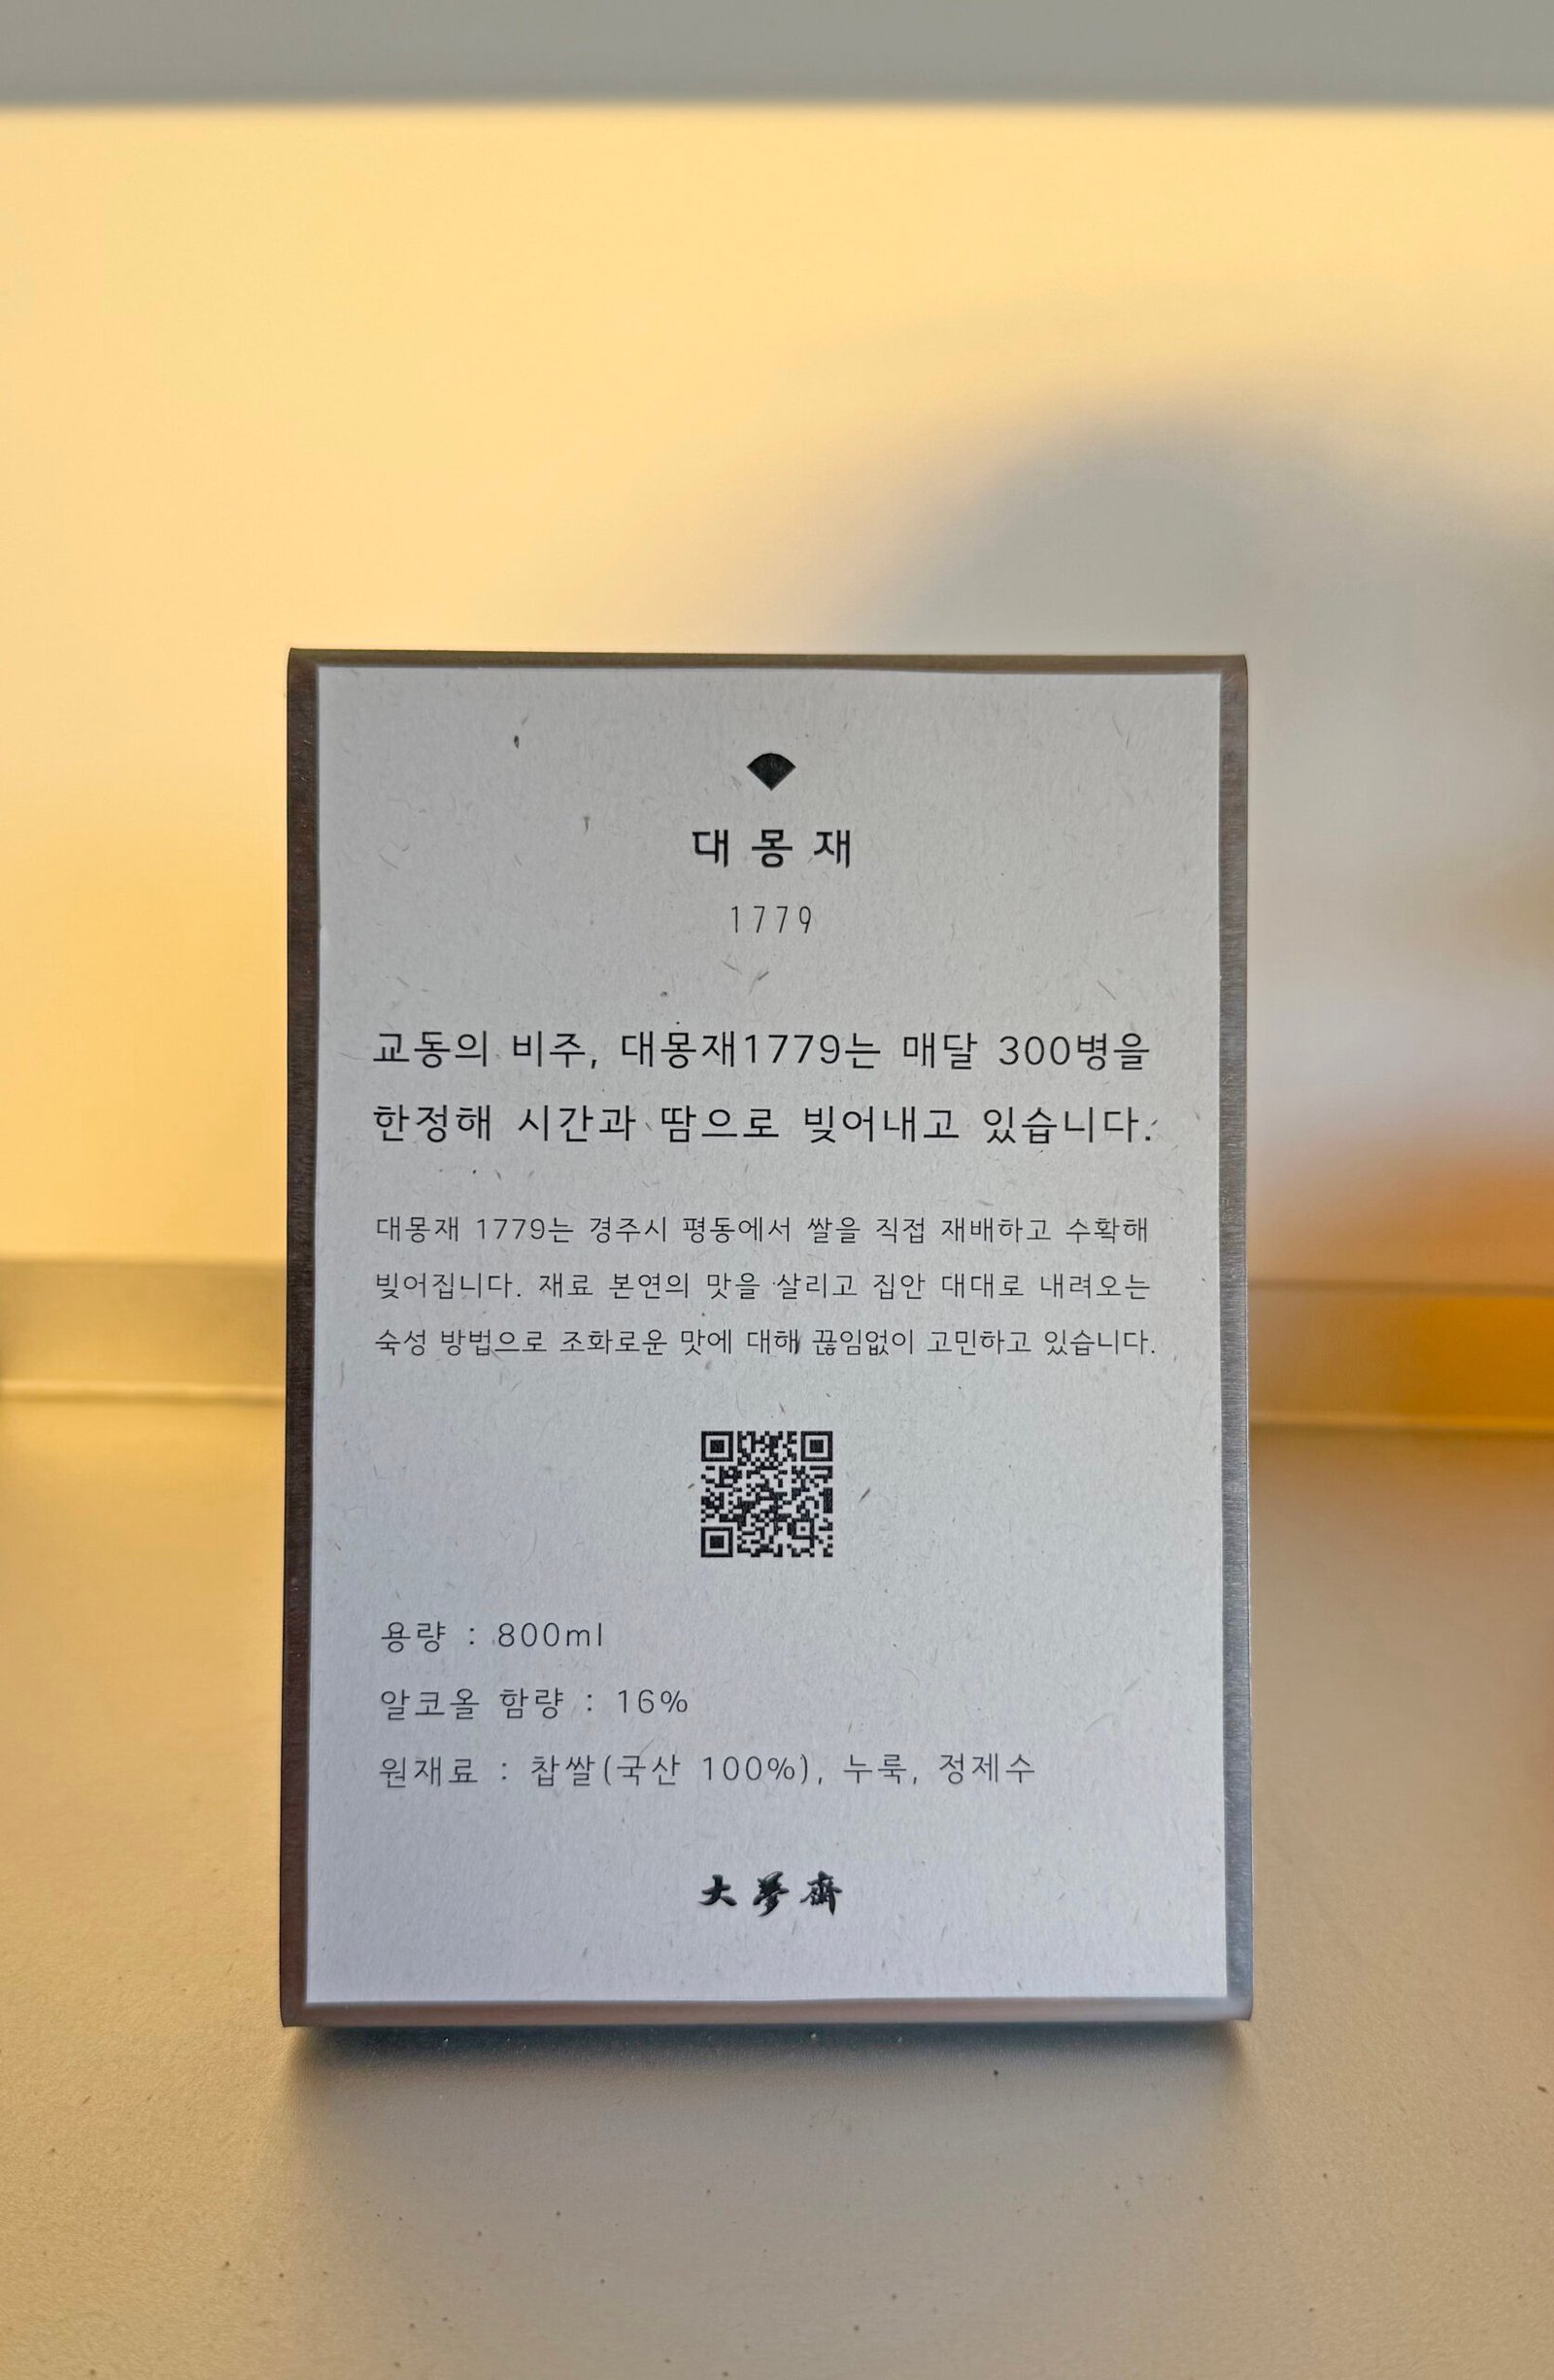 대몽재
1779
교동의 비주, 대몽재1779는 매달 300병을
한정해 시간과 땀으로 빚어내고 있습니다.
대몽재 1779는 경주시 평동에서 쌀을 직접 재배하고 수확해
빚어집니다. 재료 본연의 맛을 살리고 집안 대대로 내려오는
숙성 방법으로 조화로운 맛에 대해 끊임없이 고민하고 있습니다.
용량 : 800ml
알코올 함량 : 16%
원재료 : 찹쌀(국산 100%), 누룩, 정제수
大夢齋